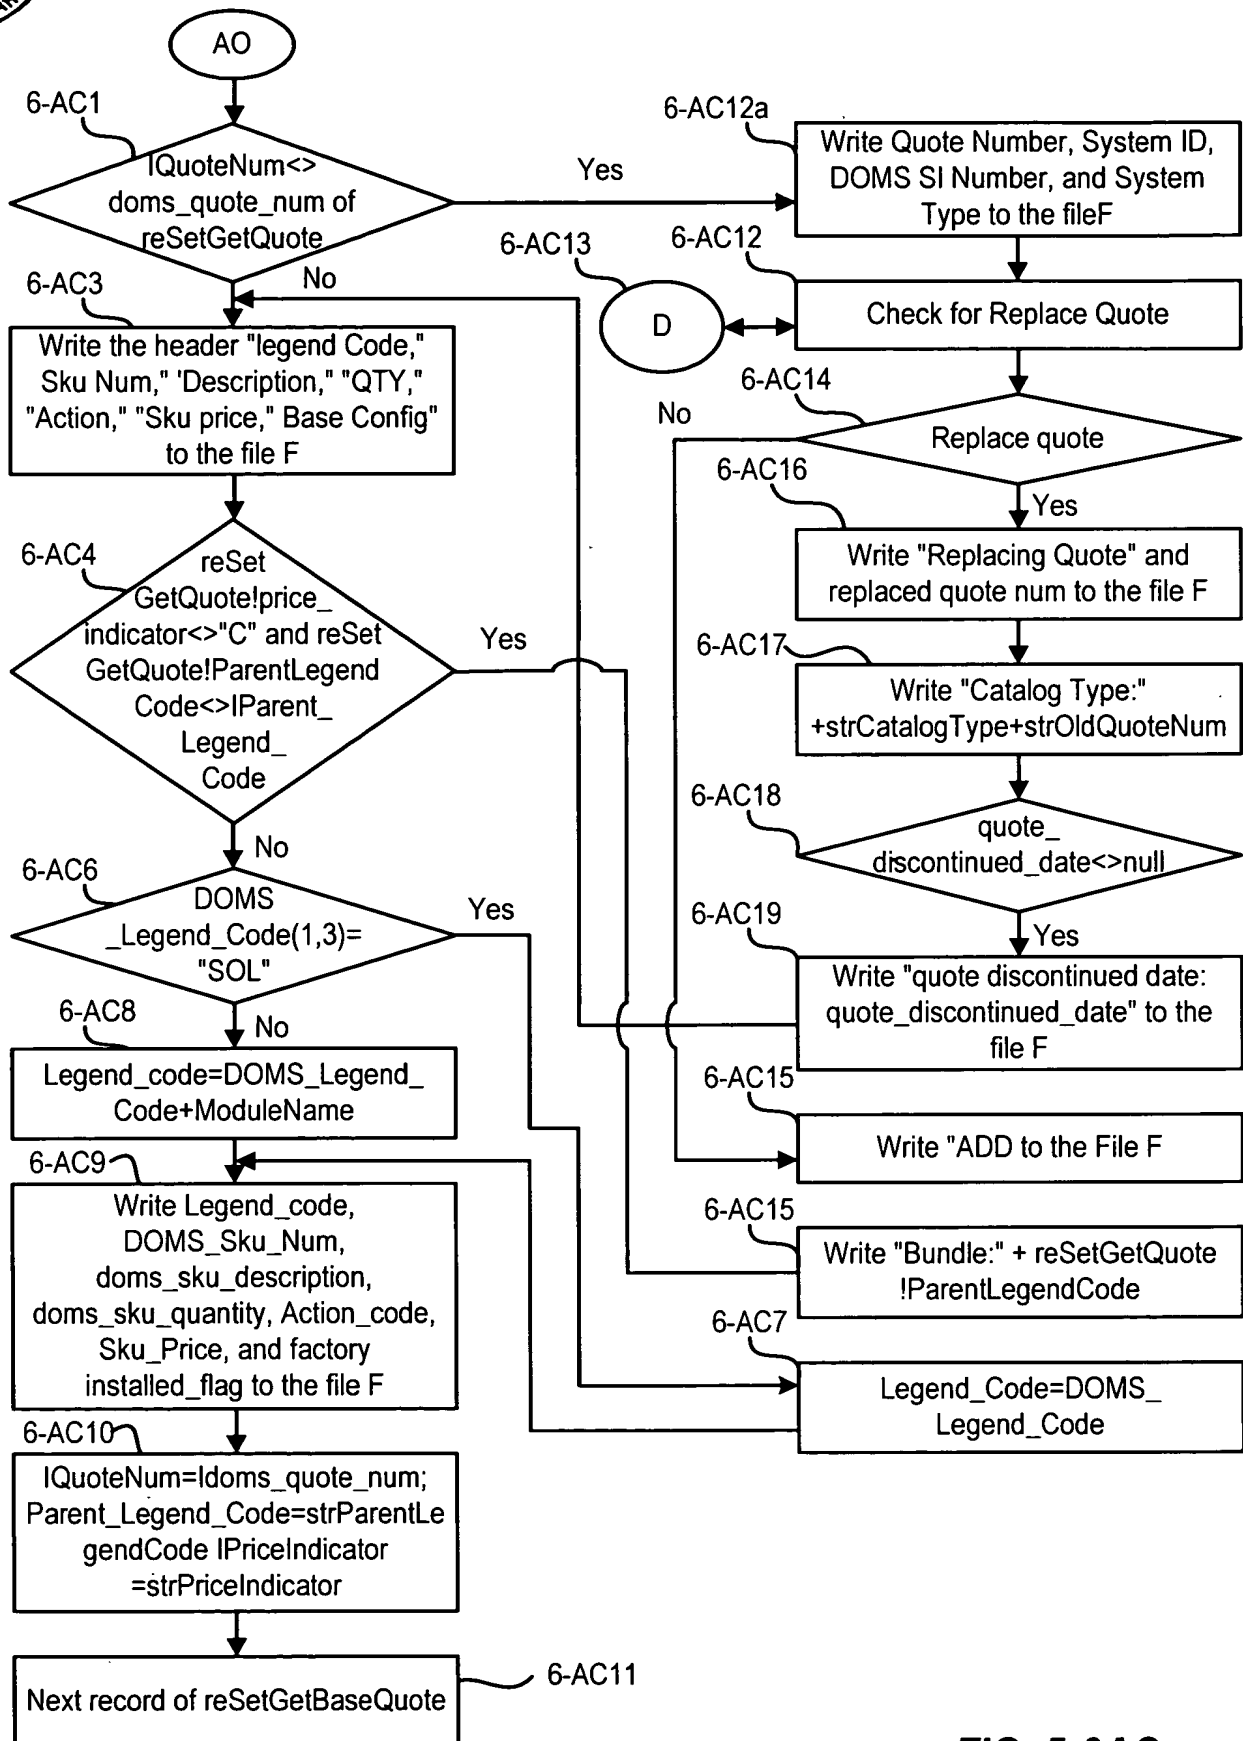 AO
6-AC1
IQuoteNum<>
doms_quote_num of
reSetGetQuote
Yes
No
6-AC12a
Write Quote Number, System ID,
DOMS SI Number, and System
Type to the fileF
6-AC13
D
6-AC12
Check for Replace Quote
6-AC3
Write the header "legend Code,"
Sku Num," 'Description," "QTY,"
"Action," "Sku price," Base Config"
to the file F
6-AC14
No
Replace quote
Yes
6-AC16
Write "Replacing Quote" and
replaced quote num to the file F
6-AC4
reSet
GetQuote!price_
indicator<>"C" and reSet
GetQuote!ParentLegend
Code<>IParent_
Legend_
Code
Yes
No
6-AC17
Write "Catalog Type:"
+strCatalogType+strOldQuoteNum
6-AC18
quote_
discontinued_date<>null
Yes
6-AC6
DOMS
_Legend_Code(1,3)=
"SOL"
Yes
No
6-AC19
Write "quote discontinued date:
quote_discontinued_date" to the
file F
6-AC8
Legend_code=DOMS_Legend_
Code+ModuleName
6-AC15
Write "ADD to the File F
6-AC9
Write Legend_code,
DOMS_Sku_Num,
doms_sku_description,
doms_sku_quantity, Action_code,
Sku_Price, and factory
installed_flag to the file F
6-AC15
Write "Bundle:" + reSetGetQuote
!ParentLegendCode
6-AC7
Legend_Code=DOMS_
Legend_Code
6-AC10
IQuoteNum=Idoms_quote_num;
Parent_Legend_Code=strParentLe
gendCode IPriceIndicator
=strPriceIndicator
6-AC11
Next record of reSetGetBaseQuote